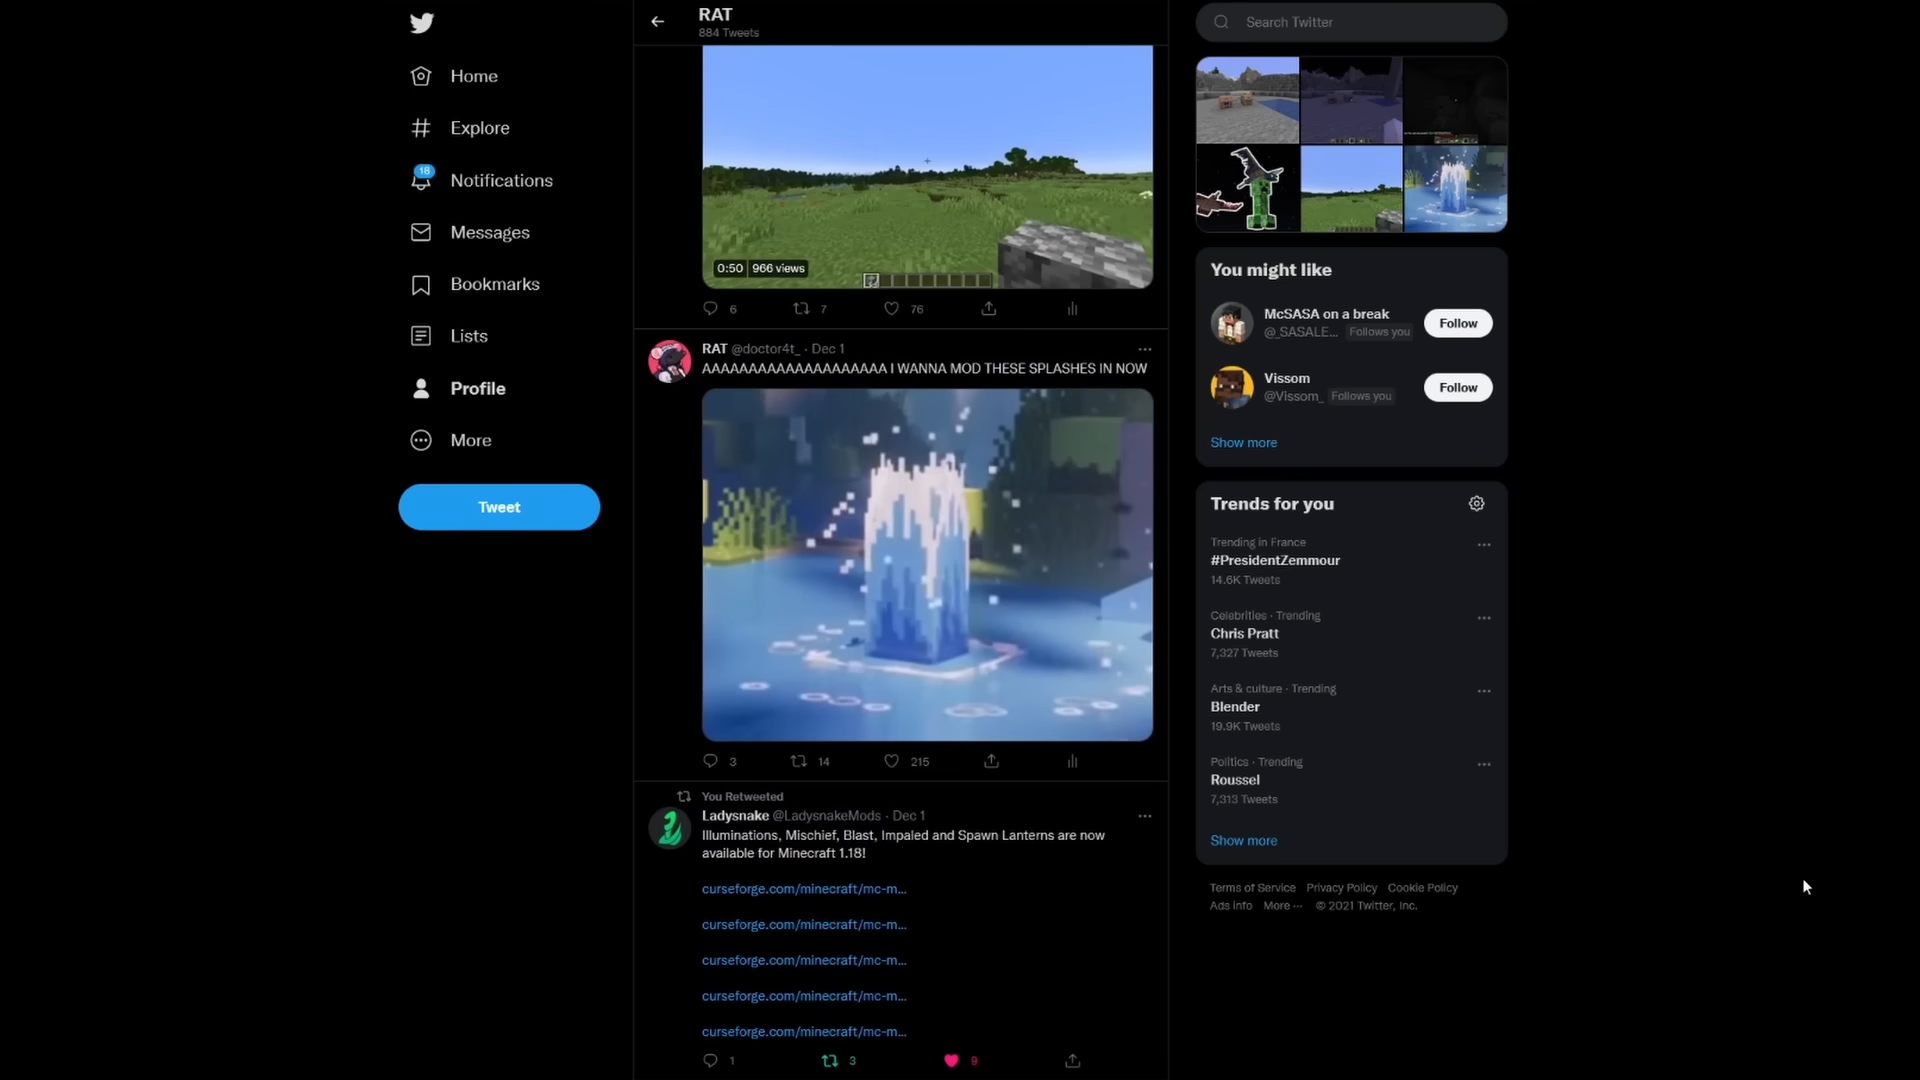 Home
Explore
18
Notifications
Messages
Bookmarks
Lists
Profile
More
Tweet
RAT
884 Tweets
0:50 966 views
6 7 76
RAT @doctor4t_ · Dec 1
AAAAAAAAAAAAAAAAAAAA I WANNA MOD THESE SPLASHES IN NOW
3 14 215
You Retweeted
Ladysnake @LadysnakeMods · Dec 1
Illuminations, Mischief, Blast, Impaled and Spawn Lanterns are now
available for Minecraft 1.18!
curseforge.com/minecraft/mc-m...
curseforge.com/minecraft/mc-m...
curseforge.com/minecraft/mc-m...
curseforge.com/minecraft/mc-m...
curseforge.com/minecraft/mc-m...
1 3 9
Search Twitter
You might like
McSASA on a break
@_SASALE... Follows you
Follow
Vissom
@Vissom_ Follows you
Follow
Show more
Trends for you
Trending in France
#PresidentZemmour
14.6K Tweets
Celebrities · Trending
Chris Pratt
7,327 Tweets
Arts & culture · Trending
Blender
19.9K Tweets
Politics · Trending
Roussel
7,313 Tweets
Show more
Terms of Service Privacy Policy Cookie Policy
Ads info More ··· © 2021 Twitter, Inc.